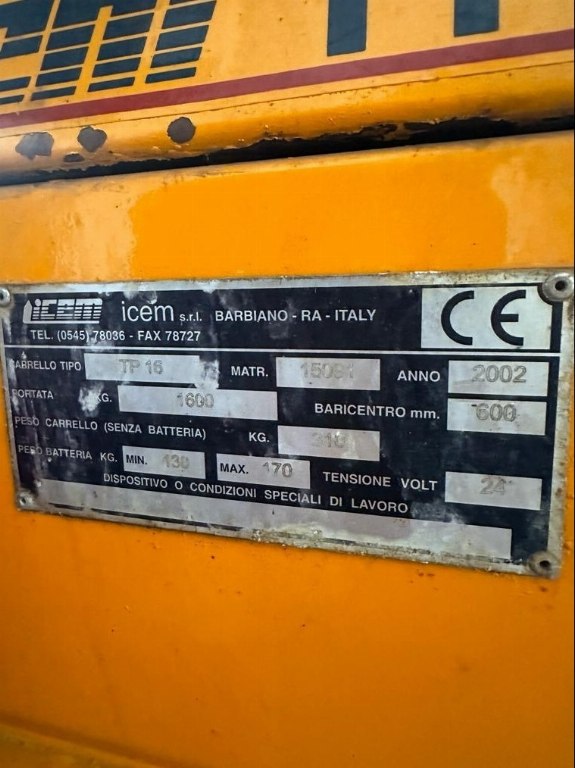 icem icem s.r.l. BARBIANO - RA - ITALY CE
TEL. (0545) 78036 - FAX 78727
CARRELLO TIPO TP 16 MATR. ANNO 2002
PORTATA KG. 1600 BARICENTRO mm. 600
PESO CARRELLO (SENZA BATTERIA) KG.
PESO BATTERIA KG. MIN. 130 MAX. 170 TENSIONE VOLT 24
DISPOSITIVO O CONDIZIONI SPECIALI DI LAVORO